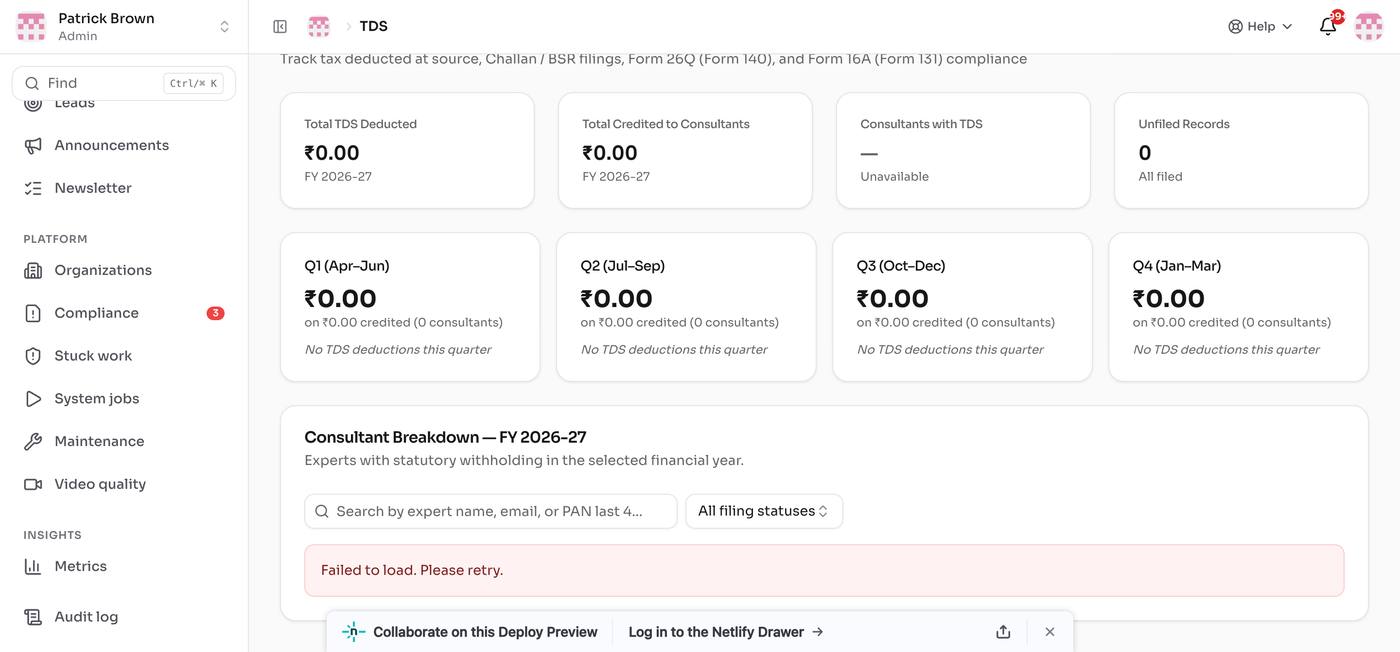 Patrick Brown
Admin
Find
Ctrl/⌘ K
Leads
Announcements
Newsletter
PLATFORM
Organizations
Compliance
3
Stuck work
System jobs
Maintenance
Video quality
INSIGHTS
Metrics
Audit log
TDS
Help
99+
Track tax deducted at source, Challan / BSR filings, Form 26Q (Form 140), and Form 16A (Form 131) compliance
Total TDS Deducted
₹0.00
FY 2026-27
Total Credited to Consultants
₹0.00
FY 2026-27
Consultants with TDS
—
Unavailable
Unfiled Records
0
All filed
Q1 (Apr–Jun)
₹0.00
on ₹0.00 credited (0 consultants)
No TDS deductions this quarter
Q2 (Jul–Sep)
₹0.00
on ₹0.00 credited (0 consultants)
No TDS deductions this quarter
Q3 (Oct–Dec)
₹0.00
on ₹0.00 credited (0 consultants)
No TDS deductions this quarter
Q4 (Jan–Mar)
₹0.00
on ₹0.00 credited (0 consultants)
No TDS deductions this quarter
Consultant Breakdown — FY 2026-27
Experts with statutory withholding in the selected financial year.
Search by expert name, email, or PAN last 4...
All filing statuses
Failed to load. Please retry.
Collaborate on this Deploy Preview
Log in to the Netlify Drawer →